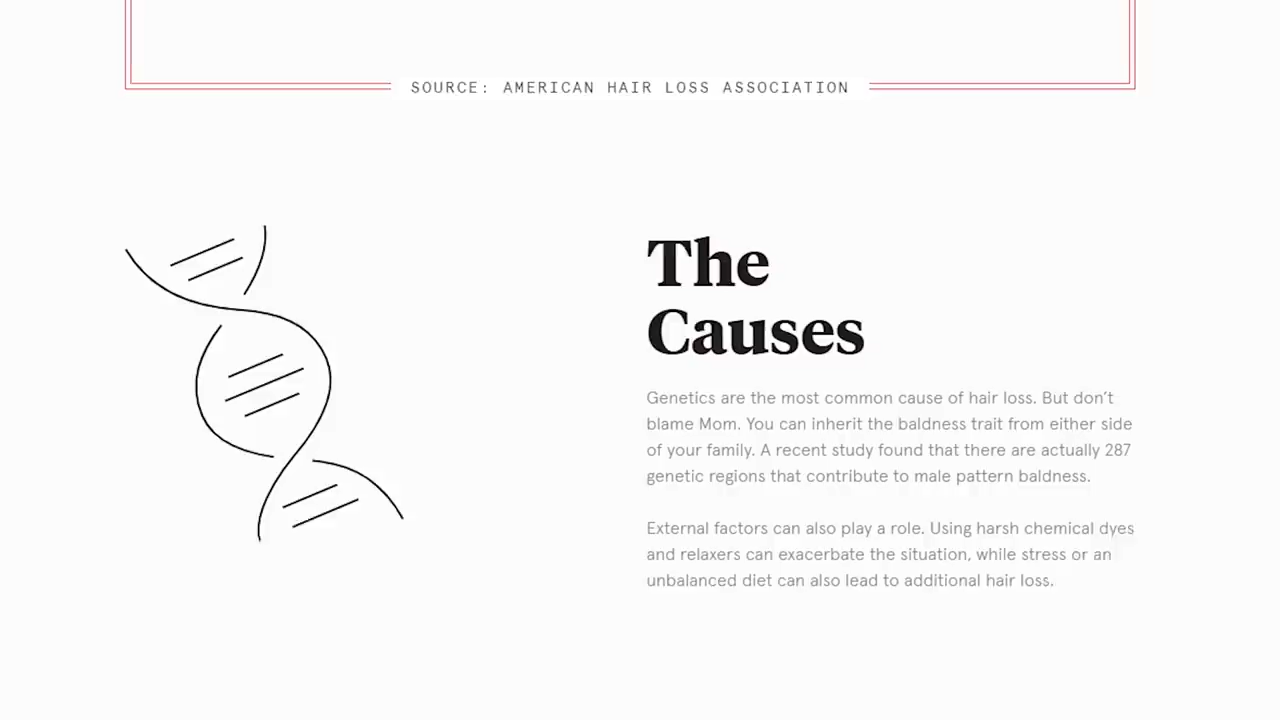 SOURCE: AMERICAN HAIR LOSS ASSOCIATION
The
Causes
Genetics are the most common cause of hair loss. But don’t
blame Mom. You can inherit the baldness trait from either side
of your family. A recent study found that there are actually 287
genetic regions that contribute to male pattern baldness.
External factors can also play a role. Using harsh chemical dyes
and relaxers can exacerbate the situation, while stress or an
unbalanced diet can also lead to additional hair loss.